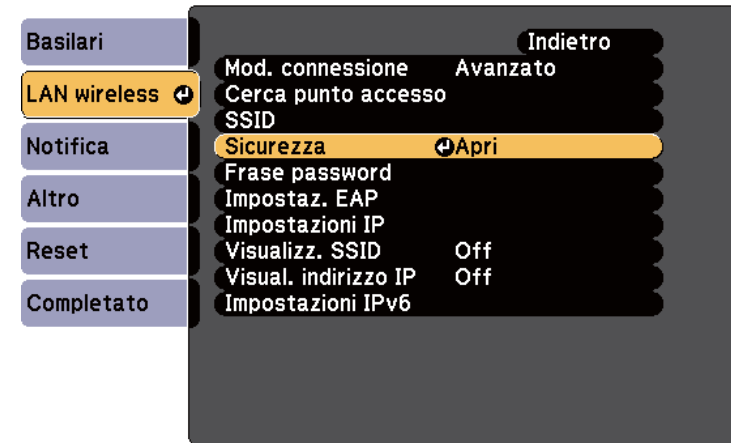 Basilari
LAN wireless
Notifica
Altro
Reset
Completato
Indietro
Mod. connessione Avanzato
Cerca punto accesso
SSID
Sicurezza Apri
Frase password
Impostaz. EAP
Impostazioni IP
Visualizz. SSID Off
Visual. indirizzo IP Off
Impostazioni IPv6